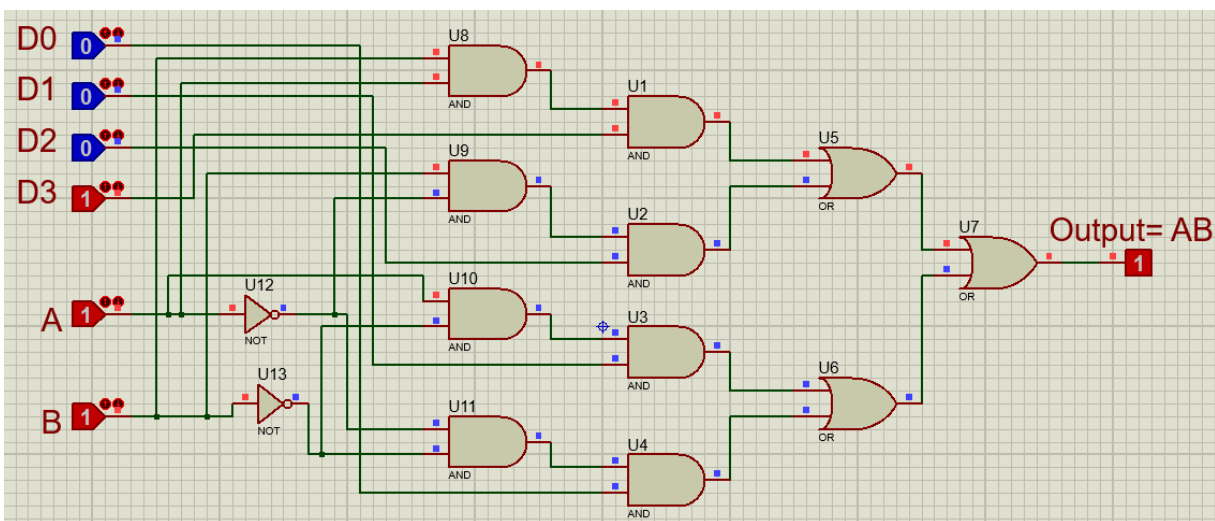 D0 0
D1 0
D2 0
D3 1
A 1
B 1
U8
AND
U1
AND
U9
AND
U5
OR
U2
AND
U7
OR
Output= AB
1
U12
NOT
U10
AND
U3
AND
U13
NOT
U6
OR
U11
AND
U4
AND